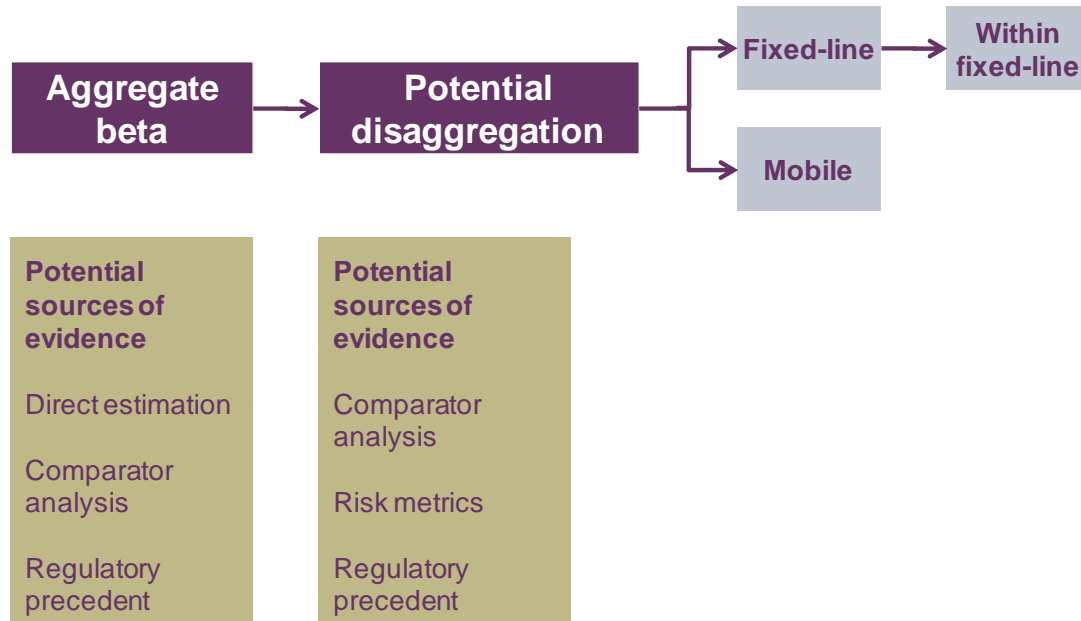 Aggregate
beta
Potential
disaggregation
Fixed-line
Within
fixed-line
Mobile
Potential
sources of
evidence
Direct estimation
Comparator
analysis
Regulatory
precedent
Potential
sources of
evidence
Comparator
analysis
Risk metrics
Regulatory
precedent